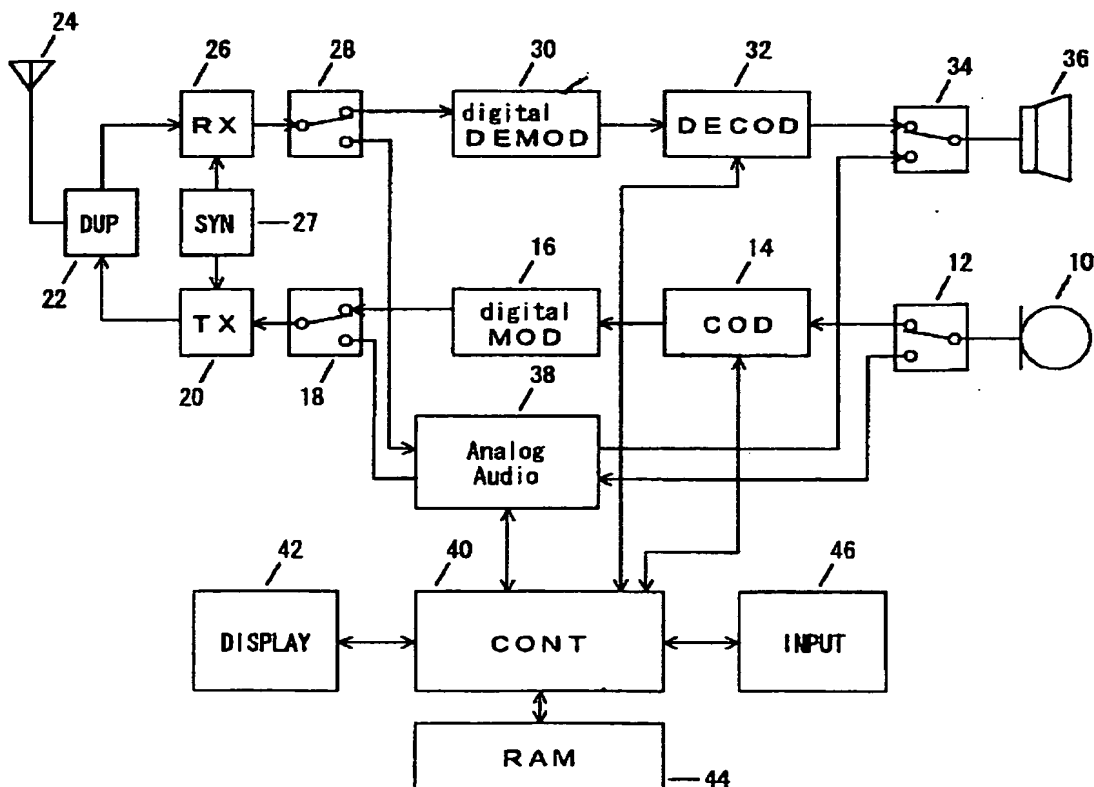 24
26
28
30
32
34
36
RX
digital
DEMOD
DECOD
DUP
SYN
27
22
16
14
12
10
TX
digital
MOD
COD
20
18
38
Analog
Audio
42
40
46
DISPLAY
CONT
INPUT
RAM
44